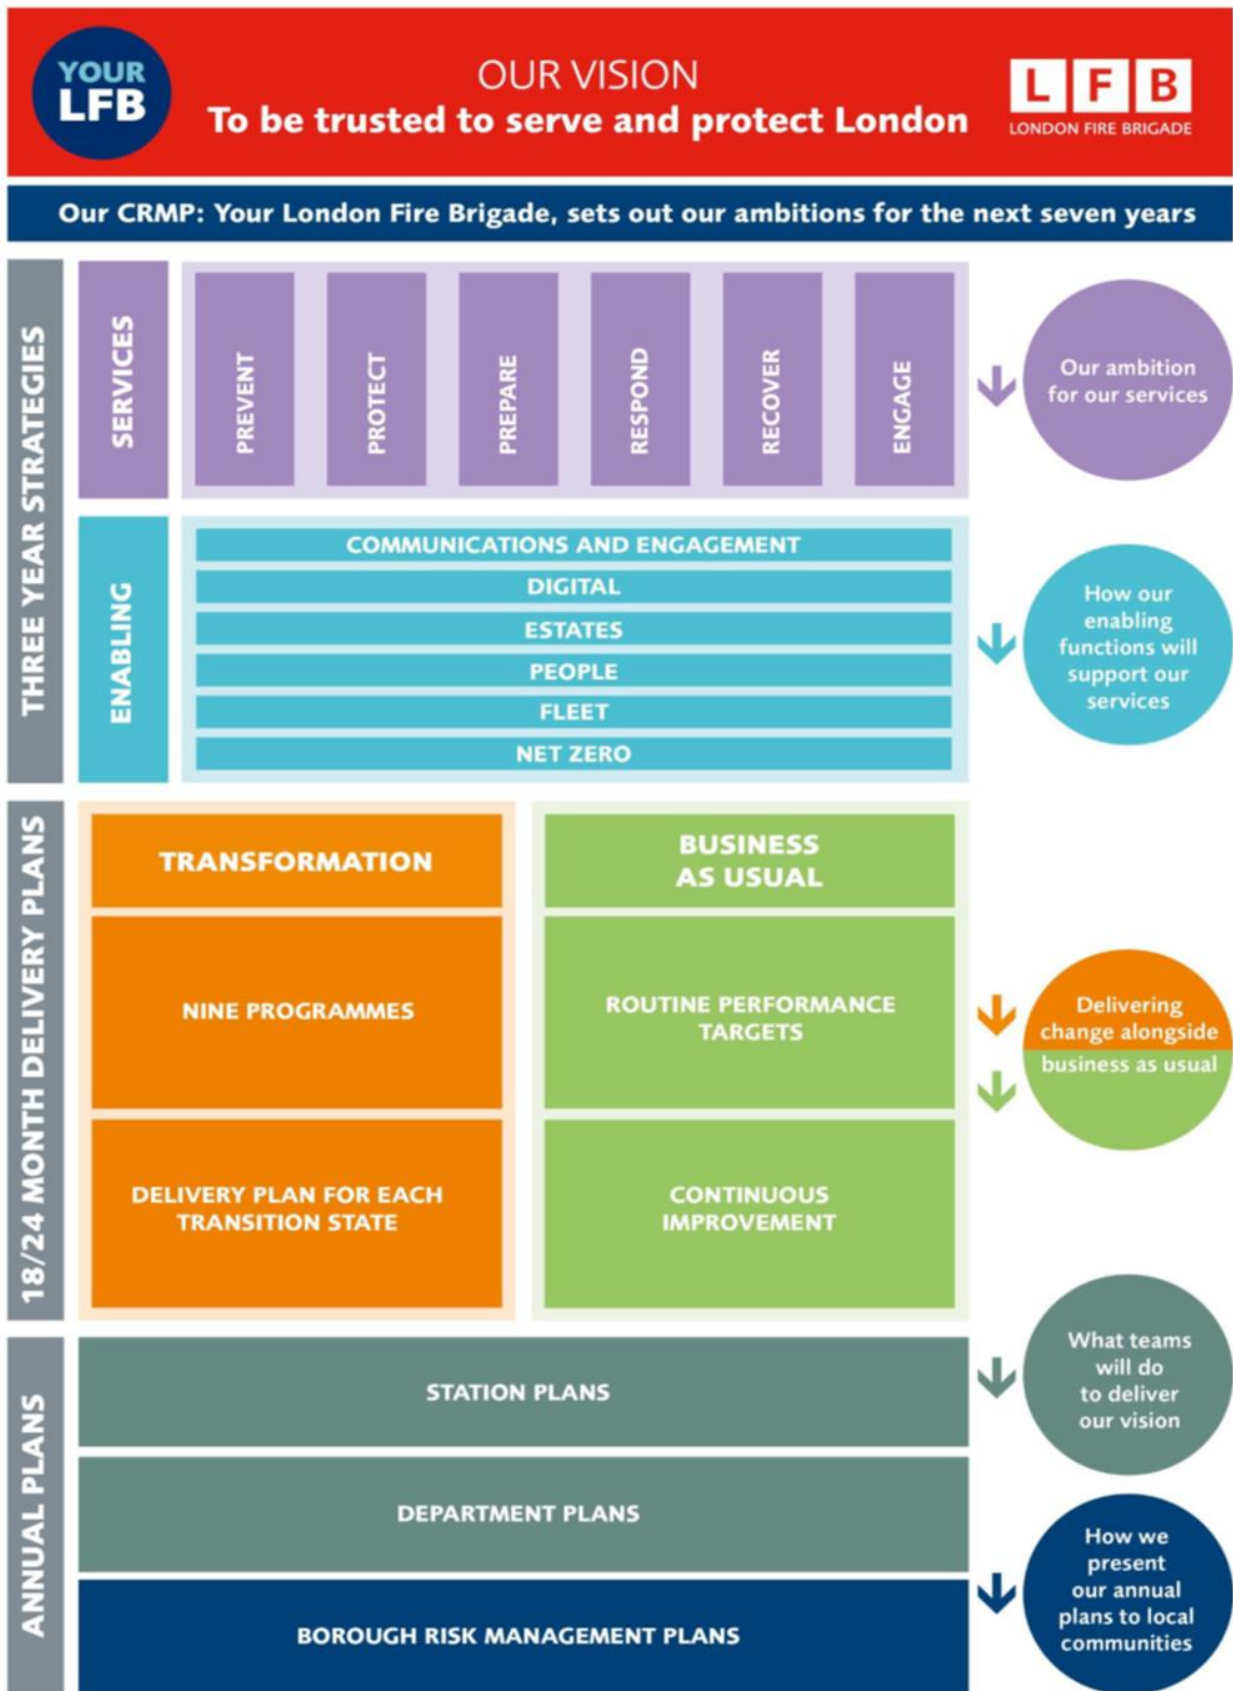 YOUR
LFB
OUR VISION
To be trusted to serve and protect London
L F B
LONDON FIRE BRIGADE
Our CRMP: Your London Fire Brigade, sets out our ambitions for the next seven years
THREE YEAR STRATEGIES
SERVICES
PREVENT
PROTECT
PREPARE
RESPOND
RECOVER
ENGAGE
Our ambition
for our services
ENABLING
COMMUNICATIONS AND ENGAGEMENT
DIGITAL
ESTATES
PEOPLE
FLEET
NET ZERO
How our
enabling
functions will
support our
services
18/24 MONTH DELIVERY PLANS
TRANSFORMATION
NINE PROGRAMMES
DELIVERY PLAN FOR EACH
TRANSITION STATE
BUSINESS
AS USUAL
ROUTINE PERFORMANCE
TARGETS
CONTINUOUS
IMPROVEMENT
Delivering
change alongside
business as usual
ANNUAL PLANS
STATION PLANS
DEPARTMENT PLANS
What teams
will do
to deliver
our vision
BOROUGH RISK MANAGEMENT PLANS
How we
present
our annual
plans to local
communities